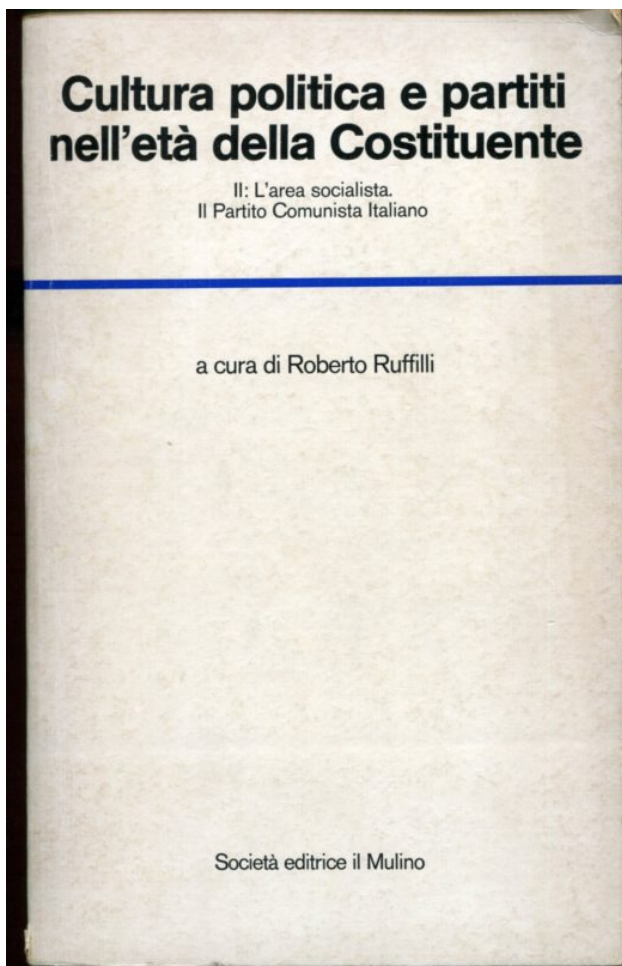 Cultura politica e partiti
nell'età della Costituente
II: L'area socialista.
Il Partito Comunista Italiano
a cura di Roberto Ruffilli
Società editrice il Mulino